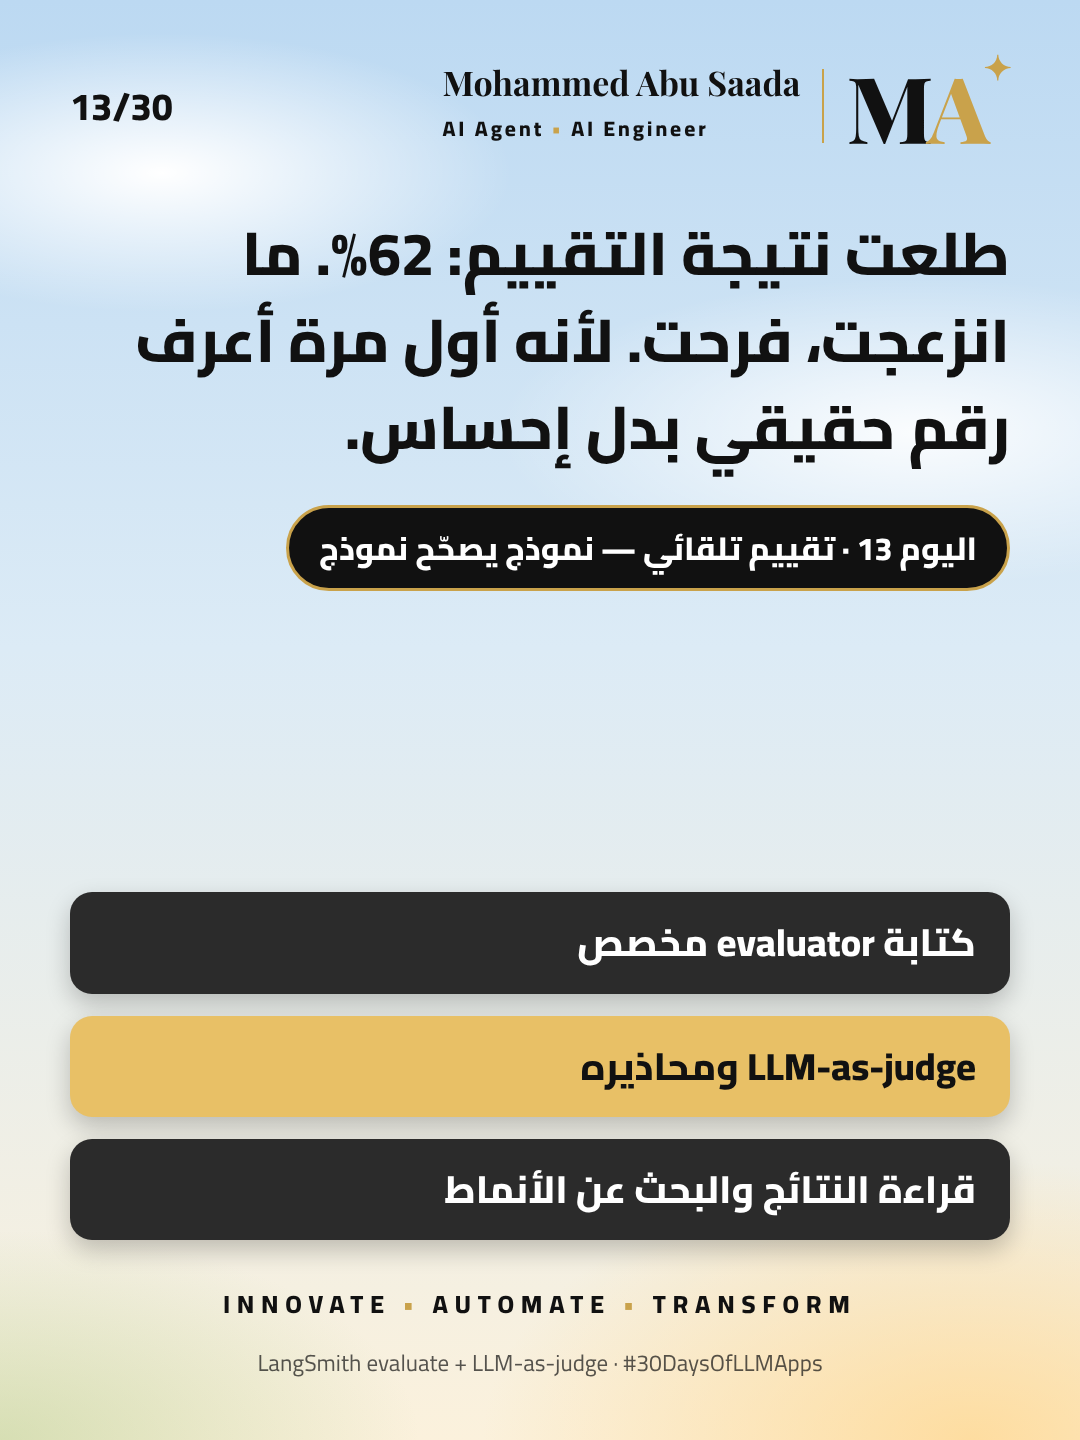 13/30
Mohammed Abu Saada
AI Agent ▪ AI Engineer
MA
طلعت نتيجة التقييم: 62%. ما
انزعجت، فرحت. لأنه أول مرة أعرف
رقم حقيقي بدل إحساس.
اليوم 13 · تقييم تلقائي — نموذج يصحّح نموذج
كتابة evaluator مخصص
LLM-as-judge ومحاذيره
قراءة النتائج والبحث عن الأنماط
INNOVATE ▪ AUTOMATE ▪ TRANSFORM
LangSmith evaluate + LLM-as-judge · #30DaysOfLLMApps